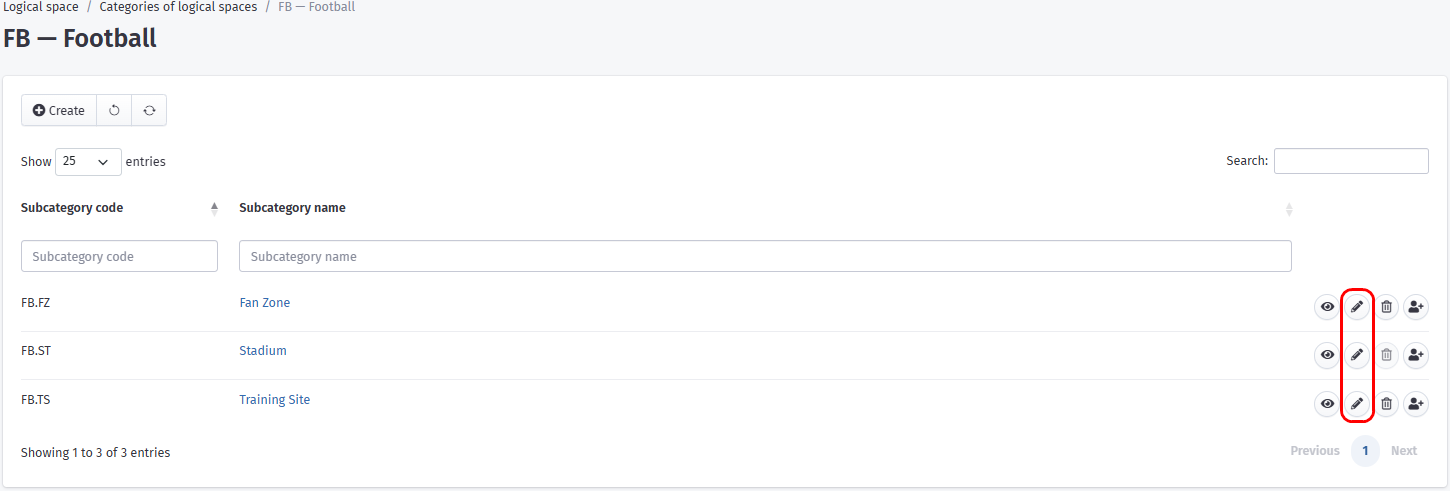 Logical space / Categories of logical spaces / FB — Football
FB — Football
Create
Show 25 entries Search:
Subcategory code Subcategory name
Subcategory code Subcategory name
FB.FZ Fan Zone
FB.ST Stadium
FB.TS Training Site
Showing 1 to 3 of 3 entries Previous 1 Next